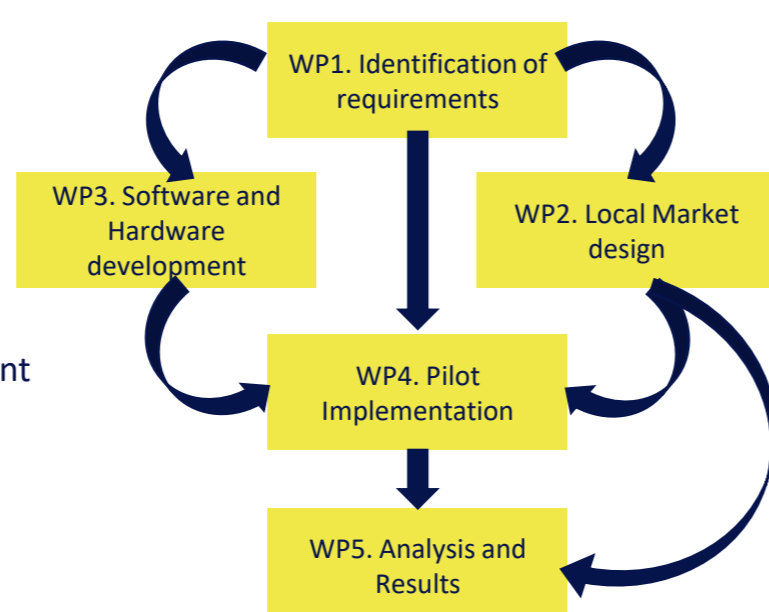 WP1. Identification of
requirements
WP3. Software and
Hardware
development
WP2. Local Market
design
nt
WP4. Pilot
Implementation
WP5. Analysis and
Results